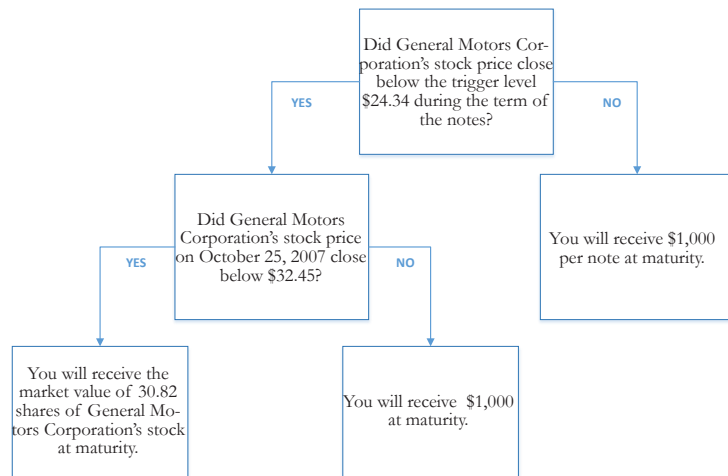 Did General Motors Cor-
poration's stock price close
below the trigger level
$24.34 during the term of
the notes?
YES
NO
Did General Motors
Corporation's stock price
on October 25, 2007 close
below $32.45?
You will receive $1,000
per note at maturity.
YES
NO
You will receive the
market value of 30.82
shares of General Mo-
tors Corporation's stock
at maturity.
You will receive $1,000
at maturity.